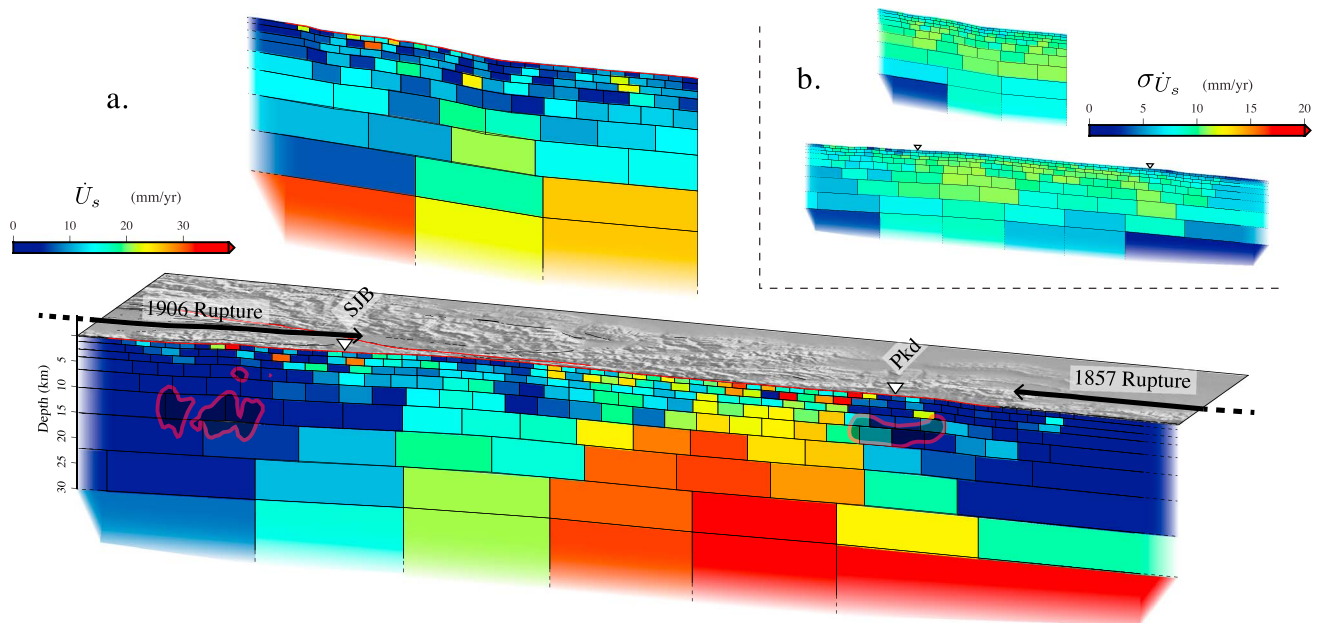 a.
b.
σ U̇s (mm/yr)
0 5 10 15 20
U̇s (mm/yr)
0 10 20 30
1906 Rupture
SJB
Pkd
1857 Rupture
Depth (km)
5
10
15
20
25
30